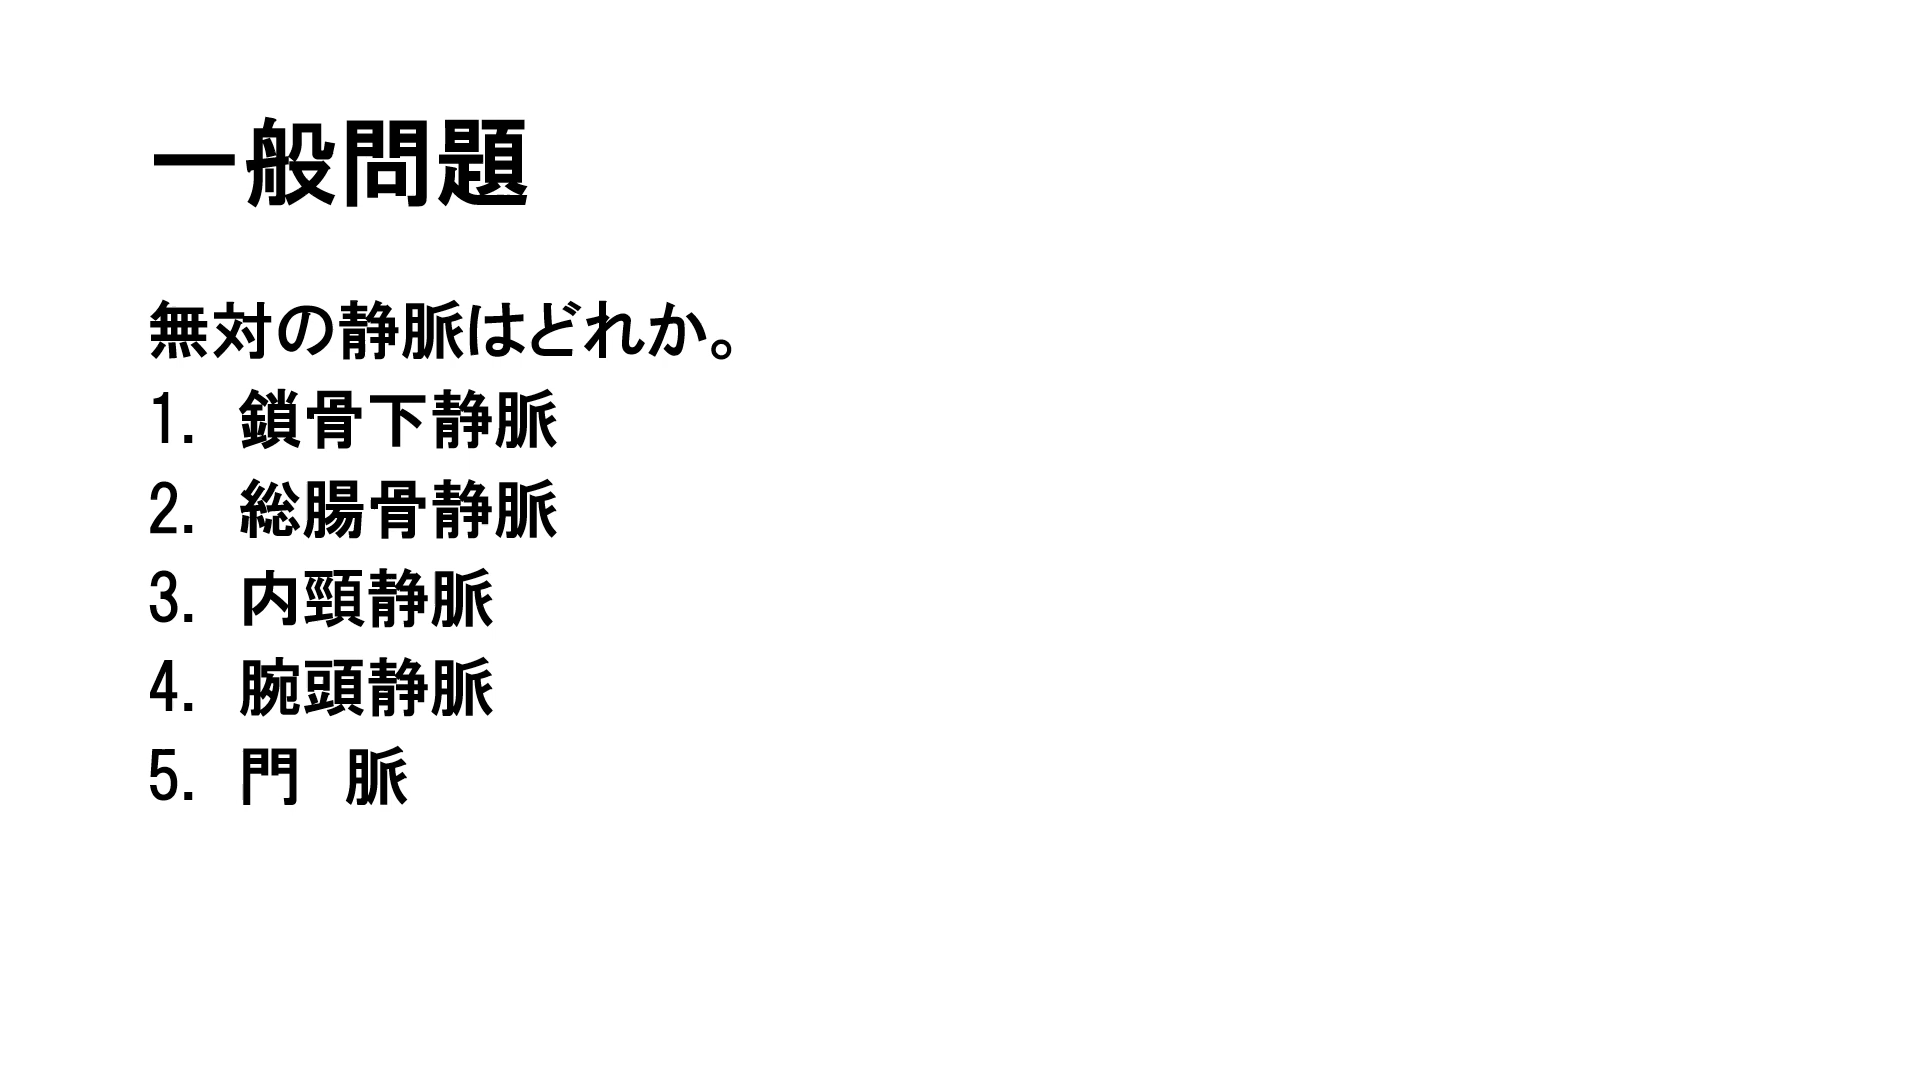 一般問題
無対の静脈はどれか。
1. 鎖骨下静脈
2. 総腸骨静脈
3. 内頸静脈
4. 腕頭静脈
5. 門　脈